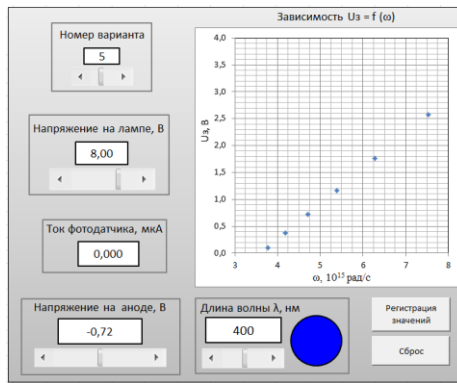 Номер варианта
5
Напряжение на лампе, В
8,00
Ток фотодатчика, мкА
0,000
Напряжение на аноде, В
-0,72
Зависимость Uз = f (ω)
Uз, В
4,0
3,5
3,0
2,5
2,0
1,5
1,0
0,5
0,0
3 4 5 6 7 8
ω, 10¹⁵ рад/с
Длина волны λ, нм
400
Регистрация
значений
Сброс